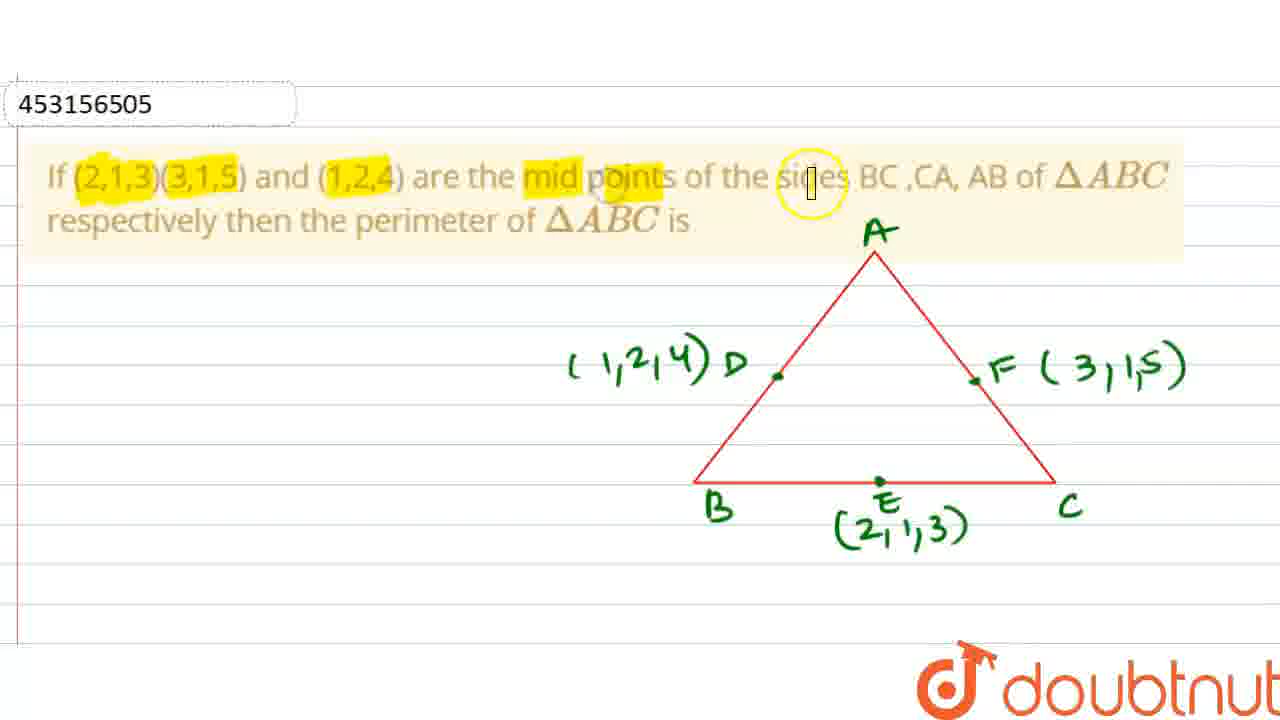 453156505
If (2,1,3)(3,1,5) and (1,2,4) are the mid points of the sides BC ,CA, AB of ΔABC
respectively then the perimeter of ΔABC is
A
(1,2,4) D
F (3,1,5)
B
E
C
(2,1,3)
doubtnut